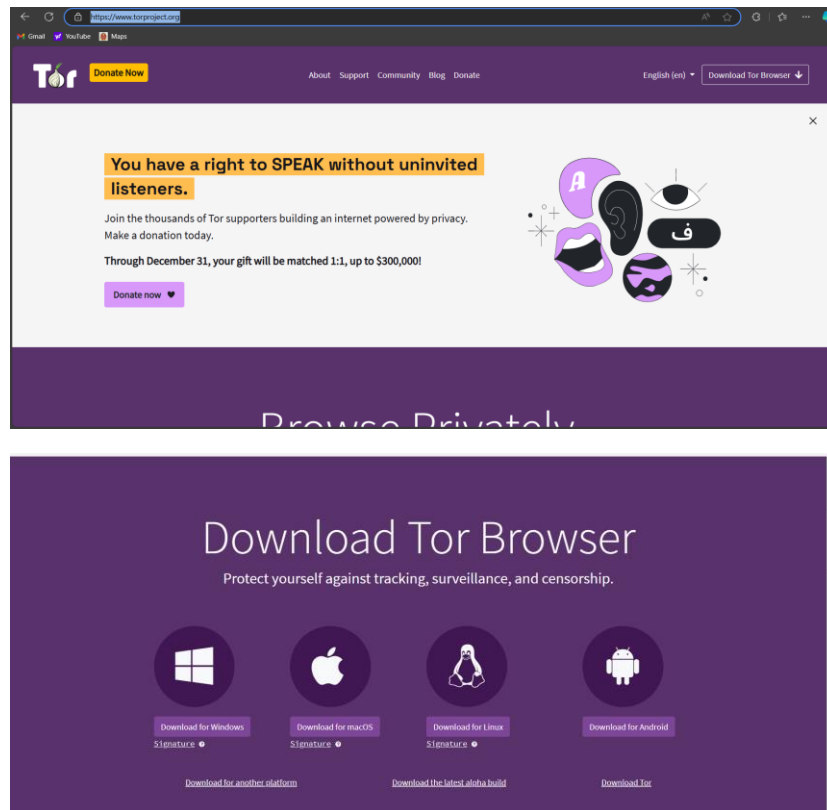 https://www.torproject.org
Gmail YouTube Maps
Tor Donate Now About Support Community Blog Donate English (en) Download Tor Browser
You have a right to SPEAK without uninvited
listeners.
Join the thousands of Tor supporters building an internet powered by privacy.
Make a donation today.
Through December 31, your gift will be matched 1:1, up to $300,000!
Donate now
A
ف
Browse Privately
Download Tor Browser
Protect yourself against tracking, surveillance, and censorship.
Download for Windows Download for macOS Download for Linux Download for Android
Signature Signature Signature
Download for another platform Download the latest alpha build Download Tor